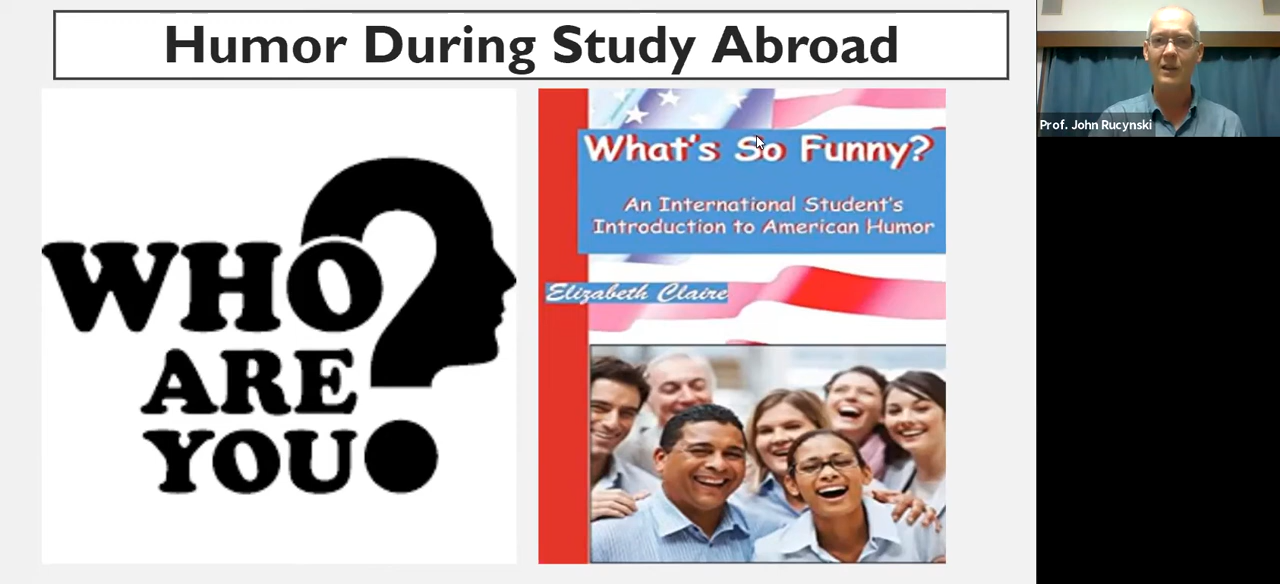 Humor During Study Abroad
WHO
ARE
YOU
What's So Funny?
An International Student's
Introduction to American Humor
Elizabeth Claire
Prof. John Rucynski